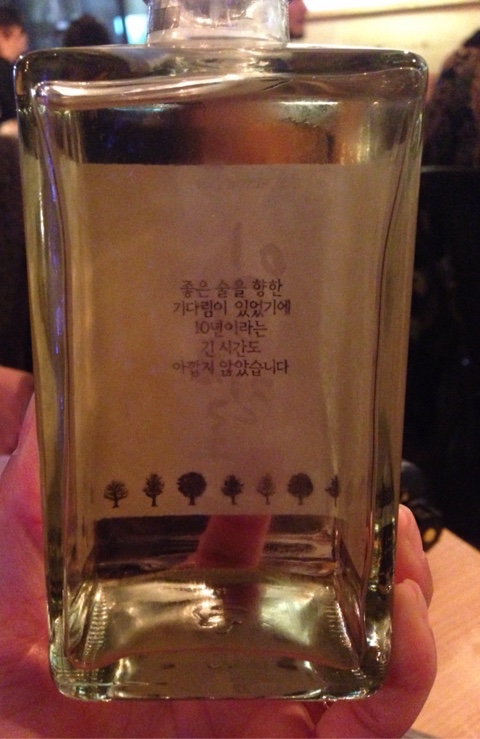 좋은 술을 향한
기다림이 있었기에
10년이라는
긴 시간도
아깝지 않았습니다